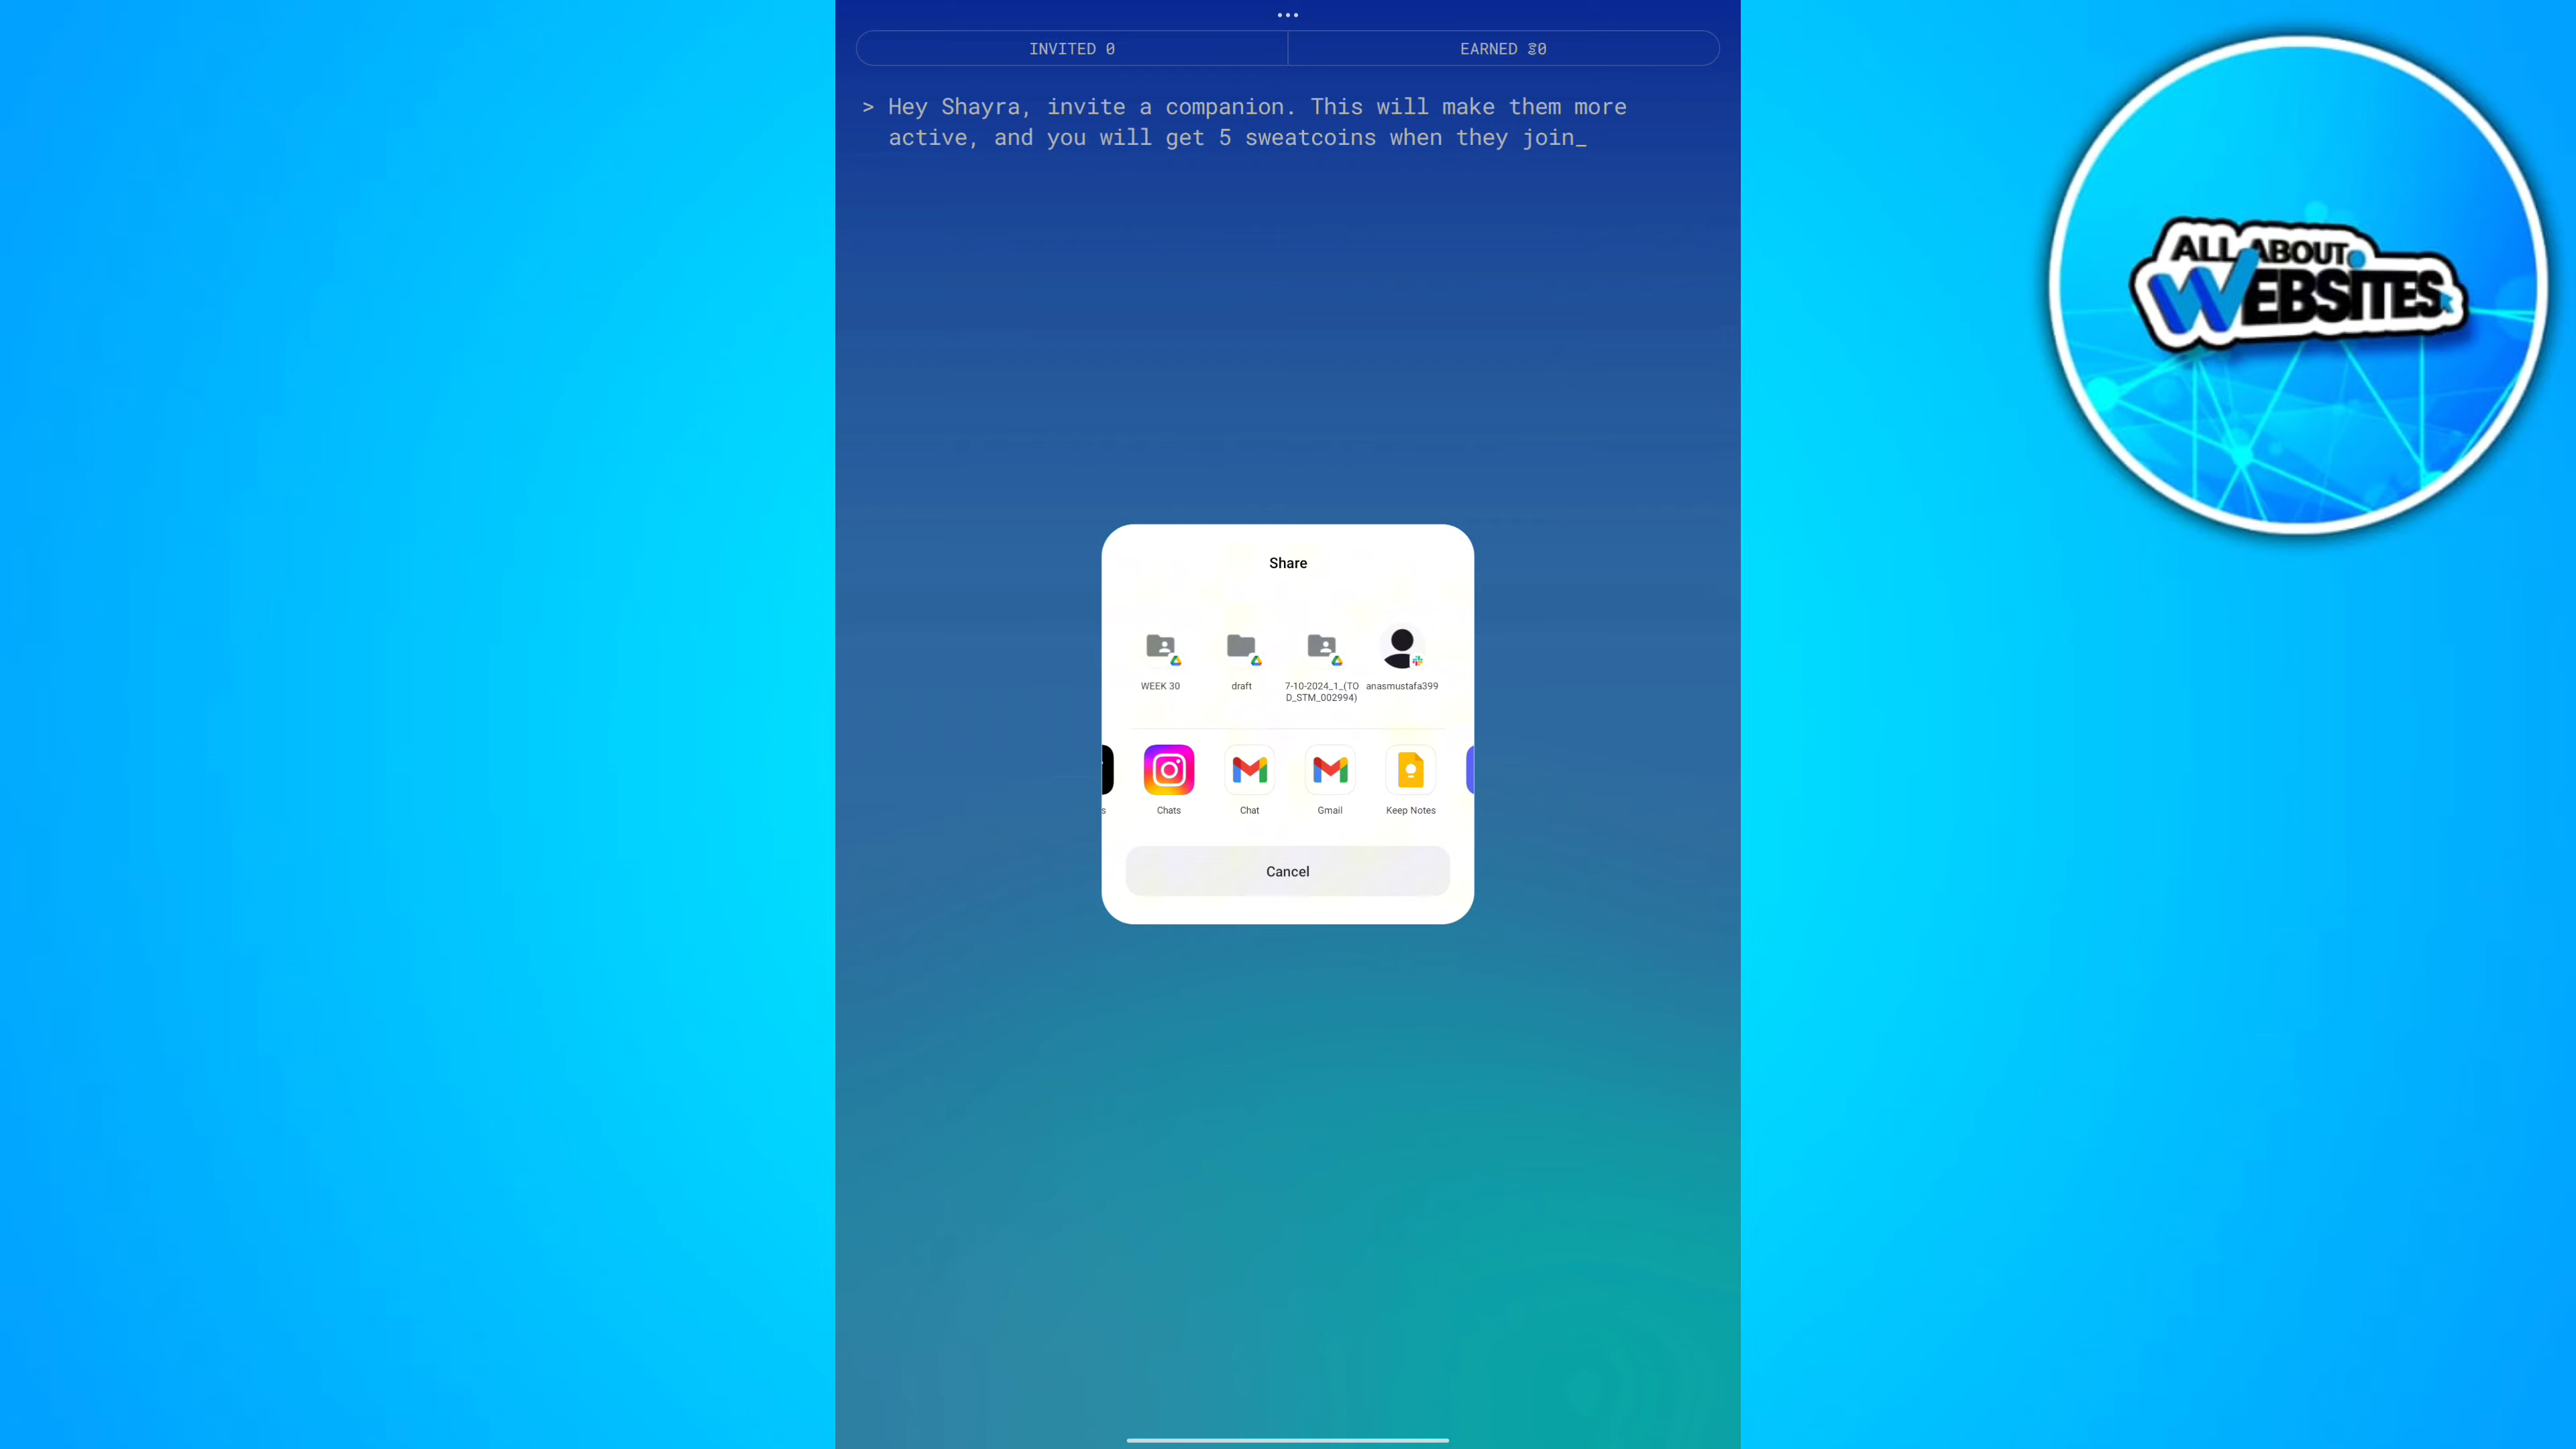 INVITED 0
EARNED 0
> Hey Shayra, invite a companion. This will make them more
active, and you will get 5 sweatcoins when they join_
ALL ABOUT
WEBSITES
Share
WEEK 30
draft
7-10-2024_1_(TO
D_STM_002994)
anasmustafa399
s
Chats
Chat
Gmail
Keep Notes
Cancel